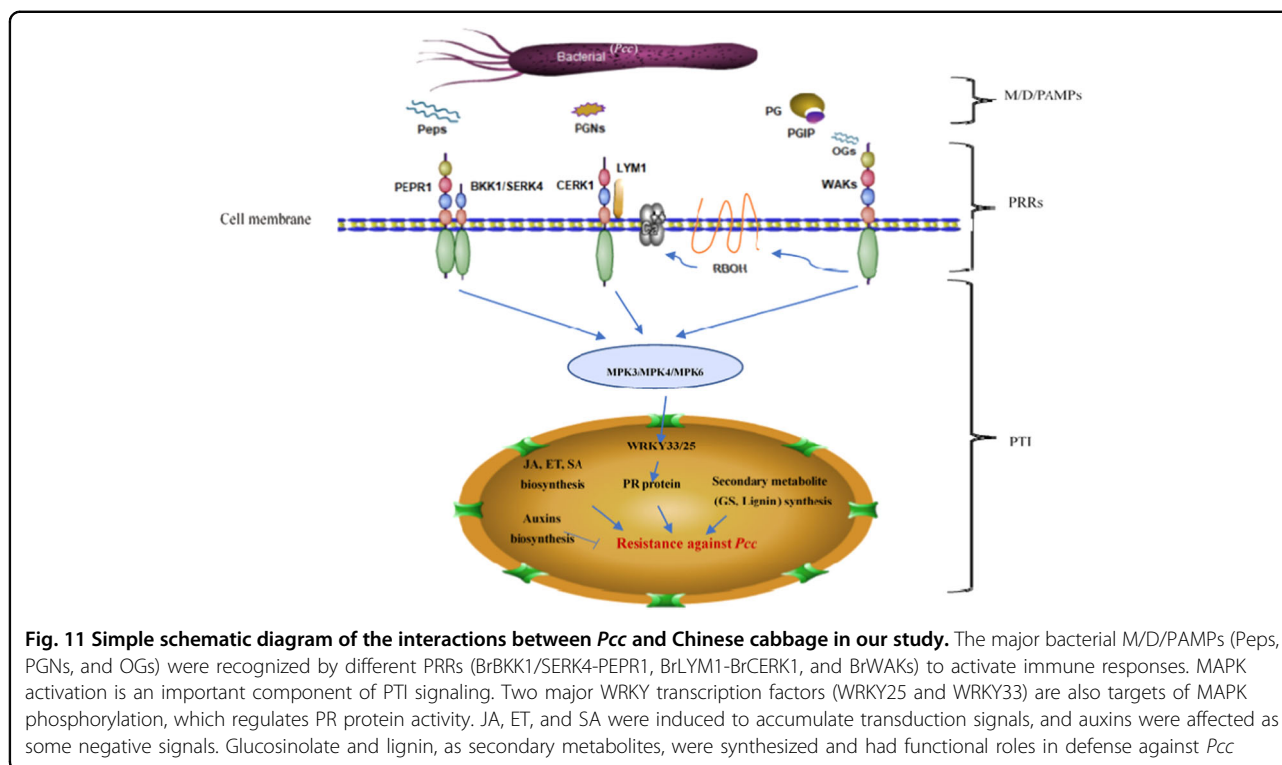 Bacterial (Pcc)
M/D/PAMPs
Peps
PGNs
PG
PGIP
OGs
LYM1
PEPR1
BKK1/SERK4
CERK1
WAKs
PRRs
Cell membrane
RBOH
MPK3/MPK4/MPK6
PTI
WRKY33/25
JA, ET, SA
biosynthesis
PR protein
Secondary metabolite
(GS, Lignin) synthesis
Auxins
biosynthesis
Resistance against Pcc
Fig. 11 Simple schematic diagram of the interactions between Pcc and Chinese cabbage in our study. The major bacterial M/D/PAMPs (Peps,
PGNs, and OGs) were recognized by different PRRs (BrBKK1/SERK4-PEPR1, BrLYM1-BrCERK1, and BrWAKs) to activate immune responses. MAPK
activation is an important component of PTI signaling. Two major WRKY transcription factors (WRKY25 and WRKY33) are also targets of MAPK
phosphorylation, which regulates PR protein activity. JA, ET, and SA were induced to accumulate transduction signals, and auxins were affected as
some negative signals. Glucosinolate and lignin, as secondary metabolites, were synthesized and had functional roles in defense against Pcc